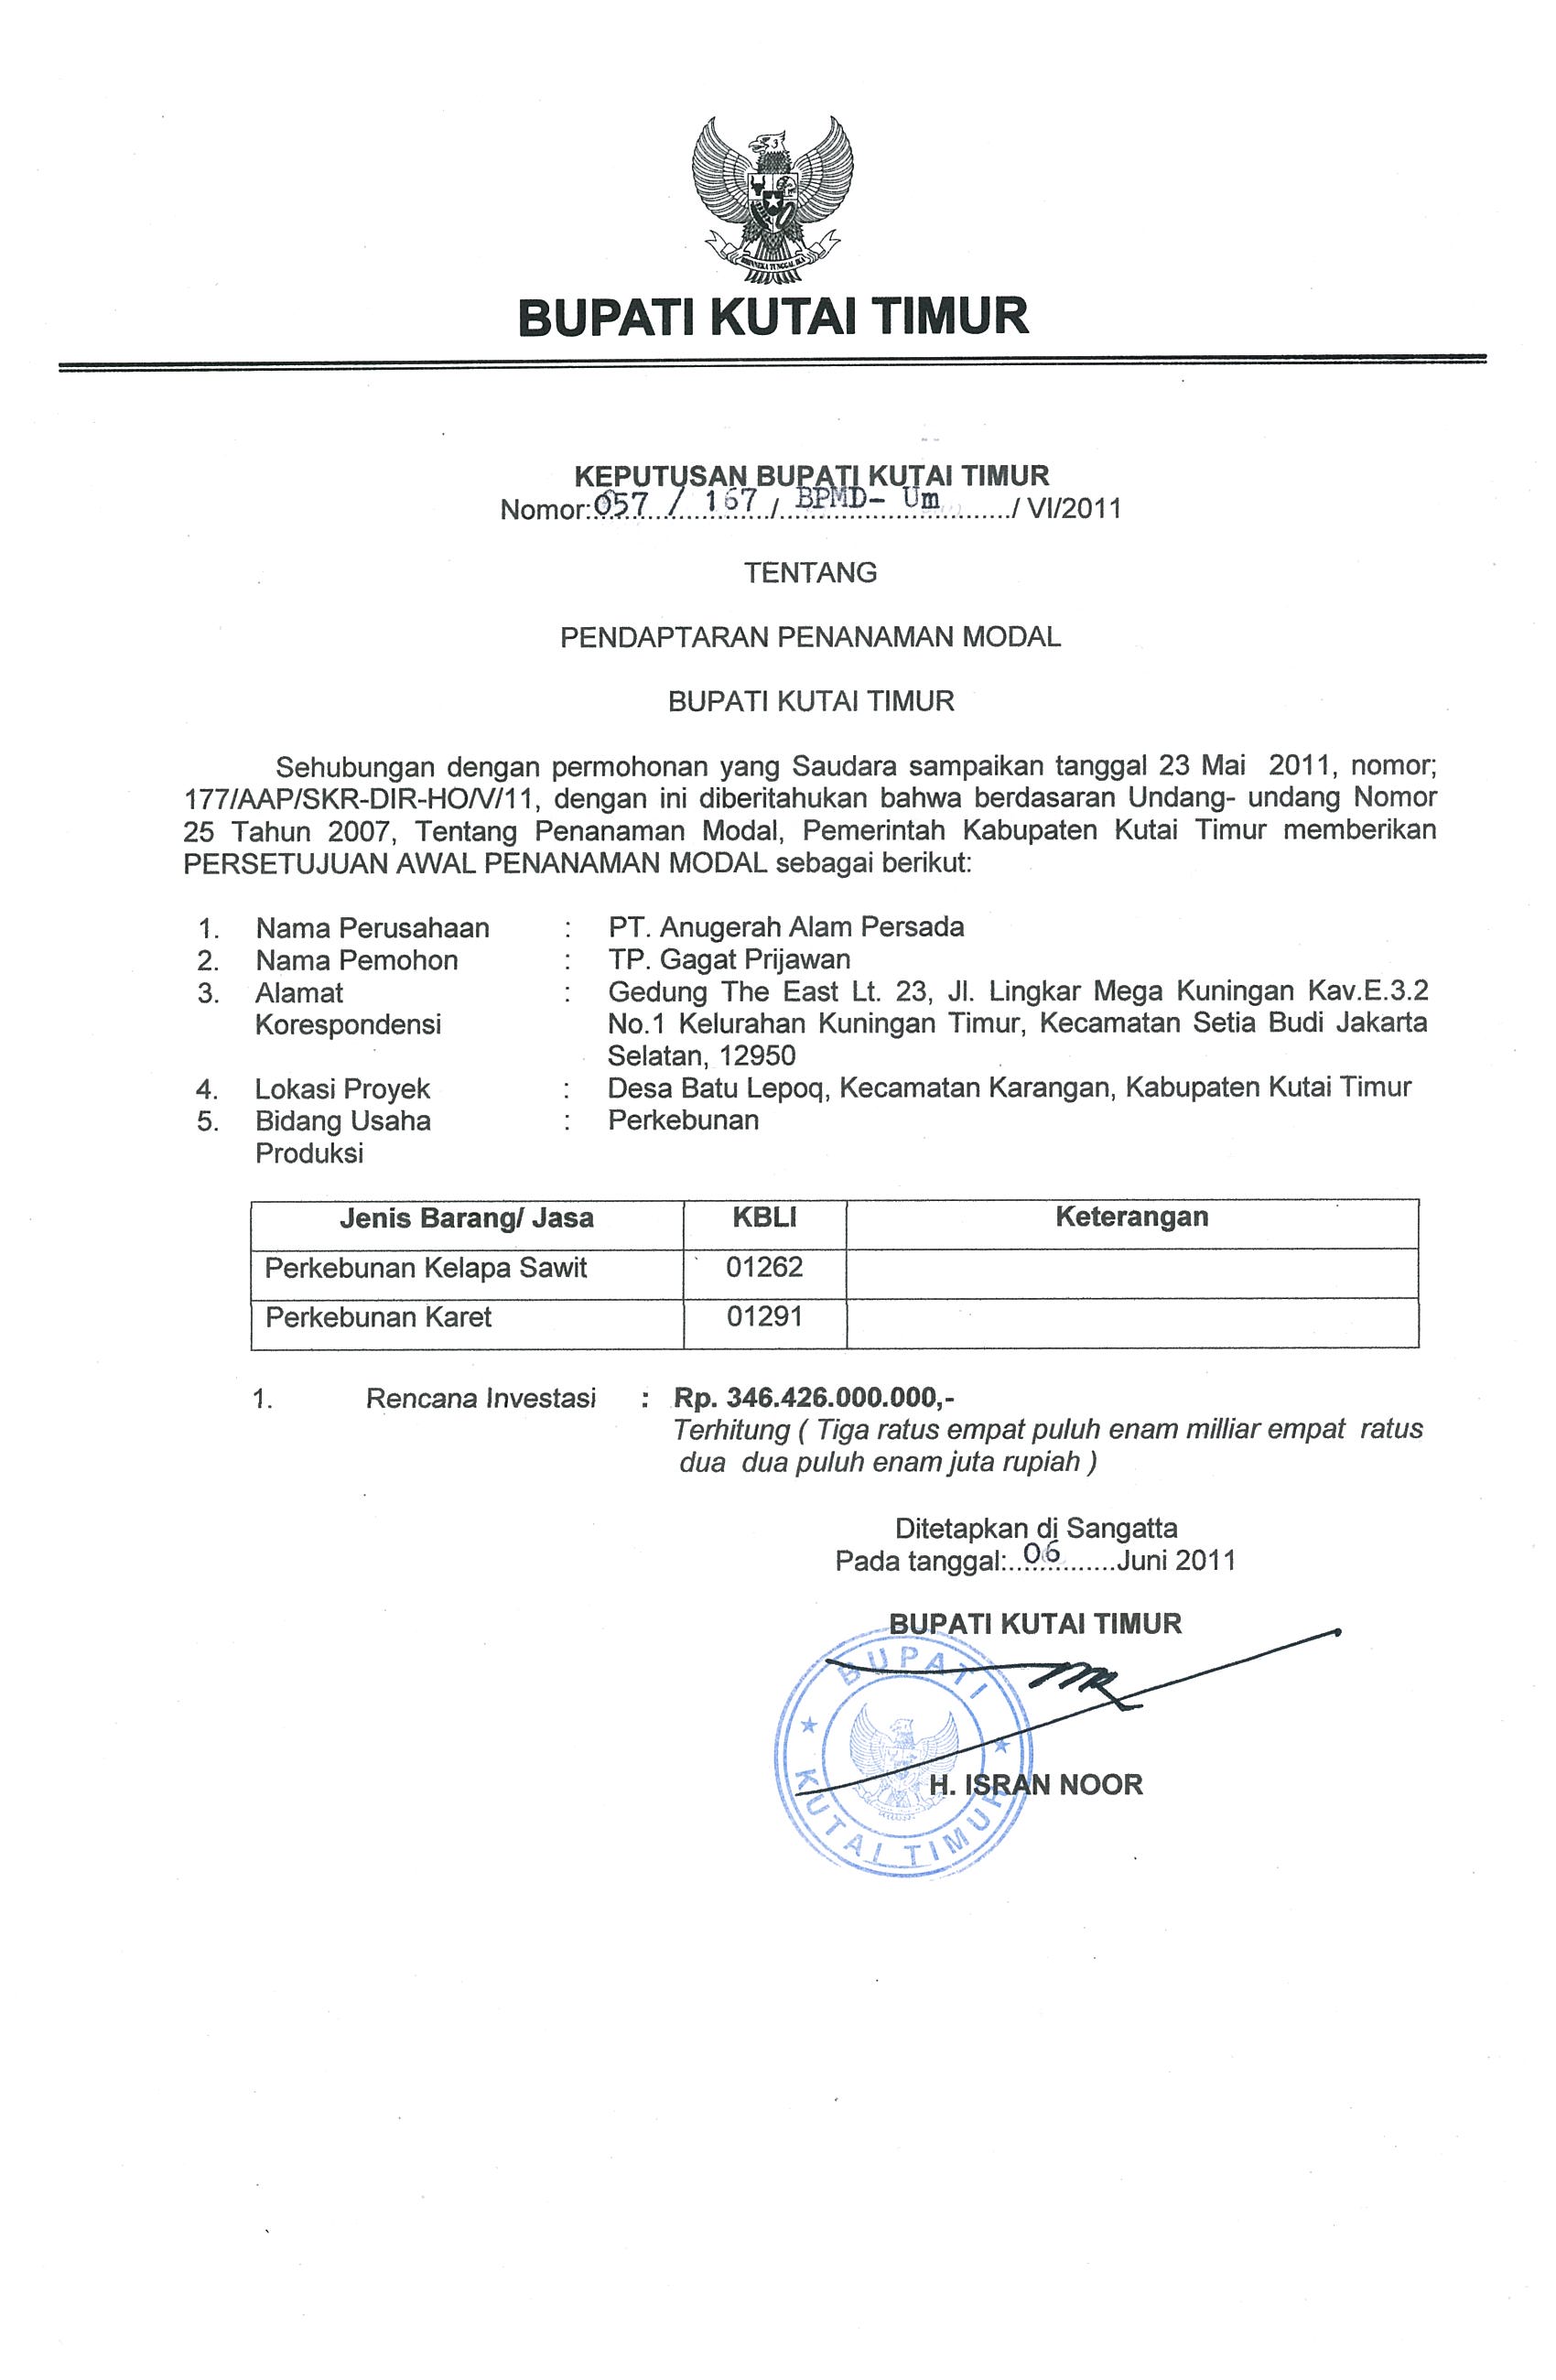 BHINNEKA TUNGGAL IKA
BUPATI KUTAI TIMUR
KEPUTUSAN BUPATI KUTAI TIMUR
Nomor:057 / 167 / BPMD- Um / VI/2011
TENTANG
PENDAPTARAN PENANAMAN MODAL
BUPATI KUTAI TIMUR
Sehubungan dengan permohonan yang Saudara sampaikan tanggal 23 Mai 2011, nomor;
177/AAP/SKR-DIR-HO/V/11, dengan ini diberitahukan bahwa berdasaran Undang- undang Nomor
25 Tahun 2007, Tentang Penanaman Modal, Pemerintah Kabupaten Kutai Timur memberikan
PERSETUJUAN AWAL PENANAMAN MODAL sebagai berikut:
1. Nama Perusahaan : PT. Anugerah Alam Persada
2. Nama Pemohon : TP. Gagat Prijawan
3. Alamat : Gedung The East Lt. 23, Jl. Lingkar Mega Kuningan Kav.E.3.2
Korespondensi No.1 Kelurahan Kuningan Timur, Kecamatan Setia Budi Jakarta
Selatan, 12950
4. Lokasi Proyek : Desa Batu Lepoq, Kecamatan Karangan, Kabupaten Kutai Timur
5. Bidang Usaha : Perkebunan
Produksi
Jenis Barang/ Jasa KBLI Keterangan
Perkebunan Kelapa Sawit 01262
Perkebunan Karet 01291
1. Rencana Investasi : Rp. 346.426.000.000,-
Terhitung ( Tiga ratus empat puluh enam milliar empat ratus
dua dua puluh enam juta rupiah )
Ditetapkan di Sangatta
Pada tanggal:..06............Juni 2011
BUPATI KUTAI TIMUR
BUPATI
H. ISRAN NOOR
KUTAI TIMUR